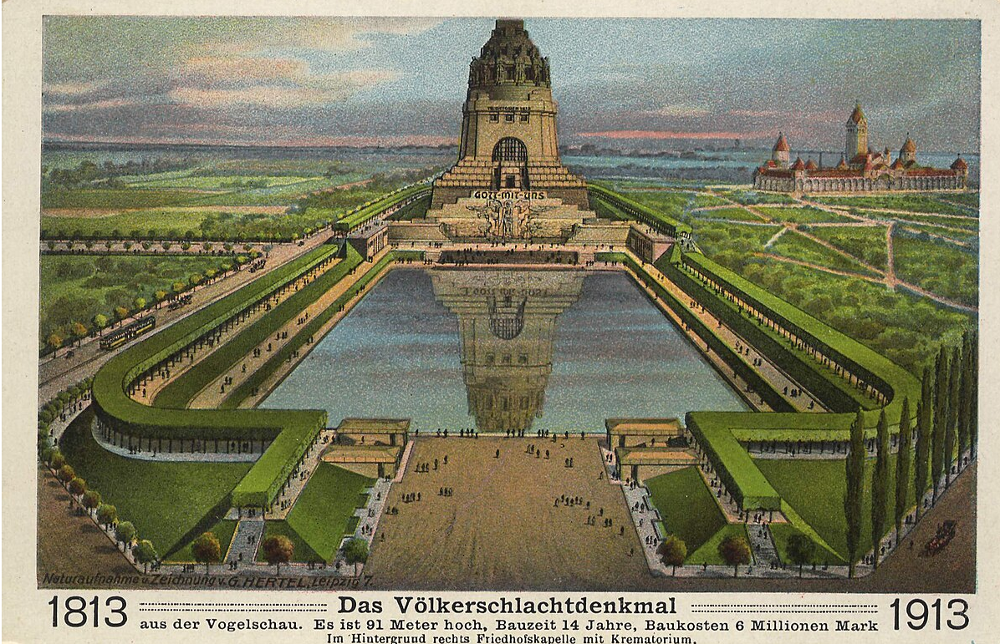 GOTT·MIT·UNS
Naturaufnahme u. Zeichnung v. G. HERTEL, Leipzig 7.
1813 Das Völkerschlachtdenkmal 1913
aus der Vogelschau. Es ist 91 Meter hoch, Bauzeit 14 Jahre, Baukosten 6 Millionen Mark
Im Hintergrund rechts Friedhofskapelle mit Krematorium.